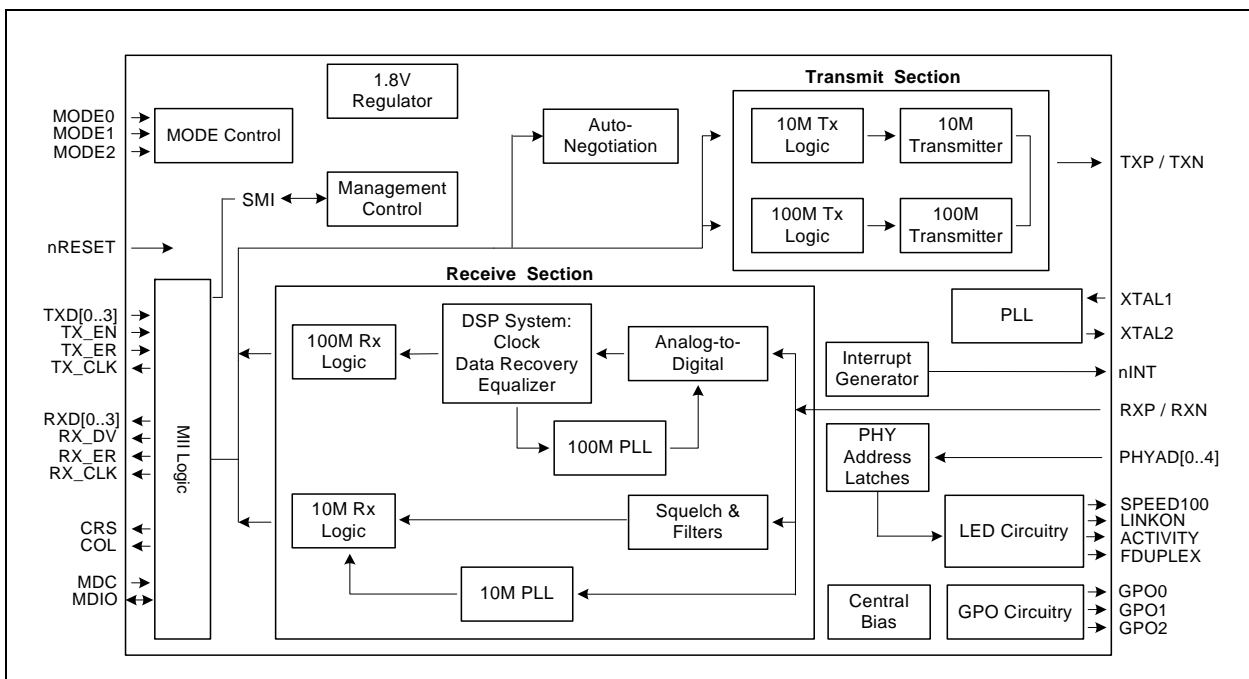 1.8V
Regulator
Transmit Section
MODE0
MODE1
MODE2
MODE Control
Auto-
Negotiation
10M Tx
Logic
10M
Transmitter
TXP / TXN
SMI
Management
Control
100M Tx
Logic
100M
Transmitter
nRESET
Receive Section
MII Logic
TXD[0..3]
TX_EN
TX_ER
TX_CLK
RXD[0..3]
RX_DV
RX_ER
RX_CLK
CRS
COL
MDC
MDIO
100M Rx
Logic
DSP System:
Clock
Data Recovery
Equalizer
Analog-to-
Digital
100M PLL
10M Rx
Logic
Squelch &
Filters
10M PLL
PLL
XTAL1
XTAL2
Interrupt
Generator
nINT
RXP / RXN
PHY
Address
Latches
PHYAD[0..4]
LED Circuitry
SPEED100
LINKON
ACTIVITY
FDUPLEX
Central
Bias
GPO Circuitry
GPO0
GPO1
GPO2